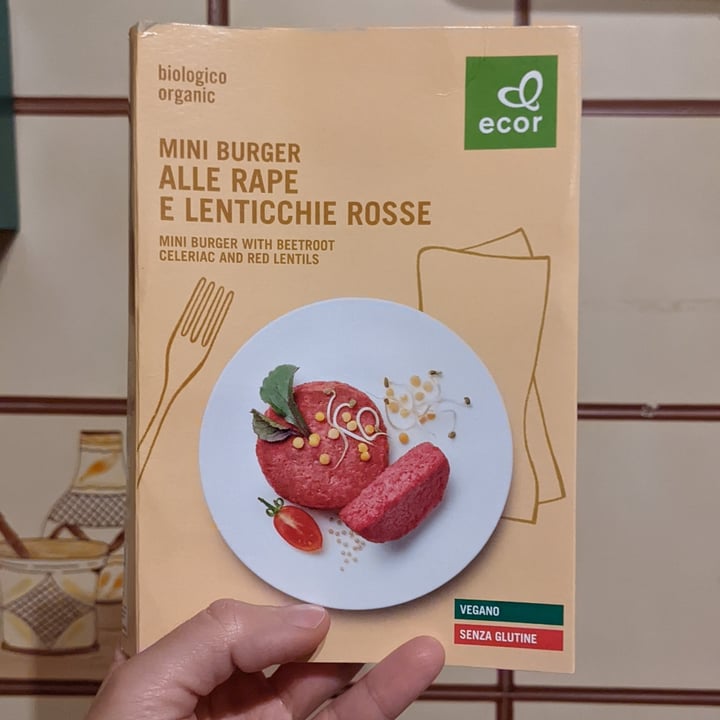 biologico
organic
ecor
MINI BURGER
ALLE RAPE
E LENTICCHIE ROSSE
MINI BURGER WITH BEETROOT
CELERIAC AND RED LENTILS
VEGANO
SENZA GLUTINE